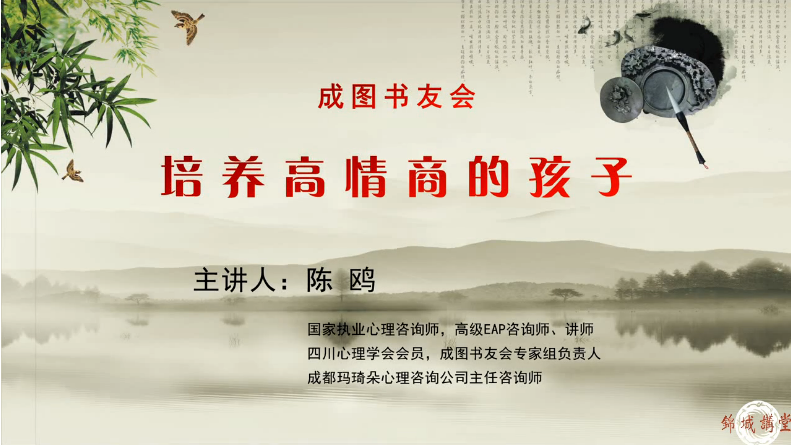 成图书友会
培养高情商的孩子
主讲人：陈 鸥
国家执业心理咨询师，高级EAP咨询师、讲师
四川心理学会会员，成图书友会专家组负责人
成都玛琦朵心理咨询公司主任咨询师
錦城講堂